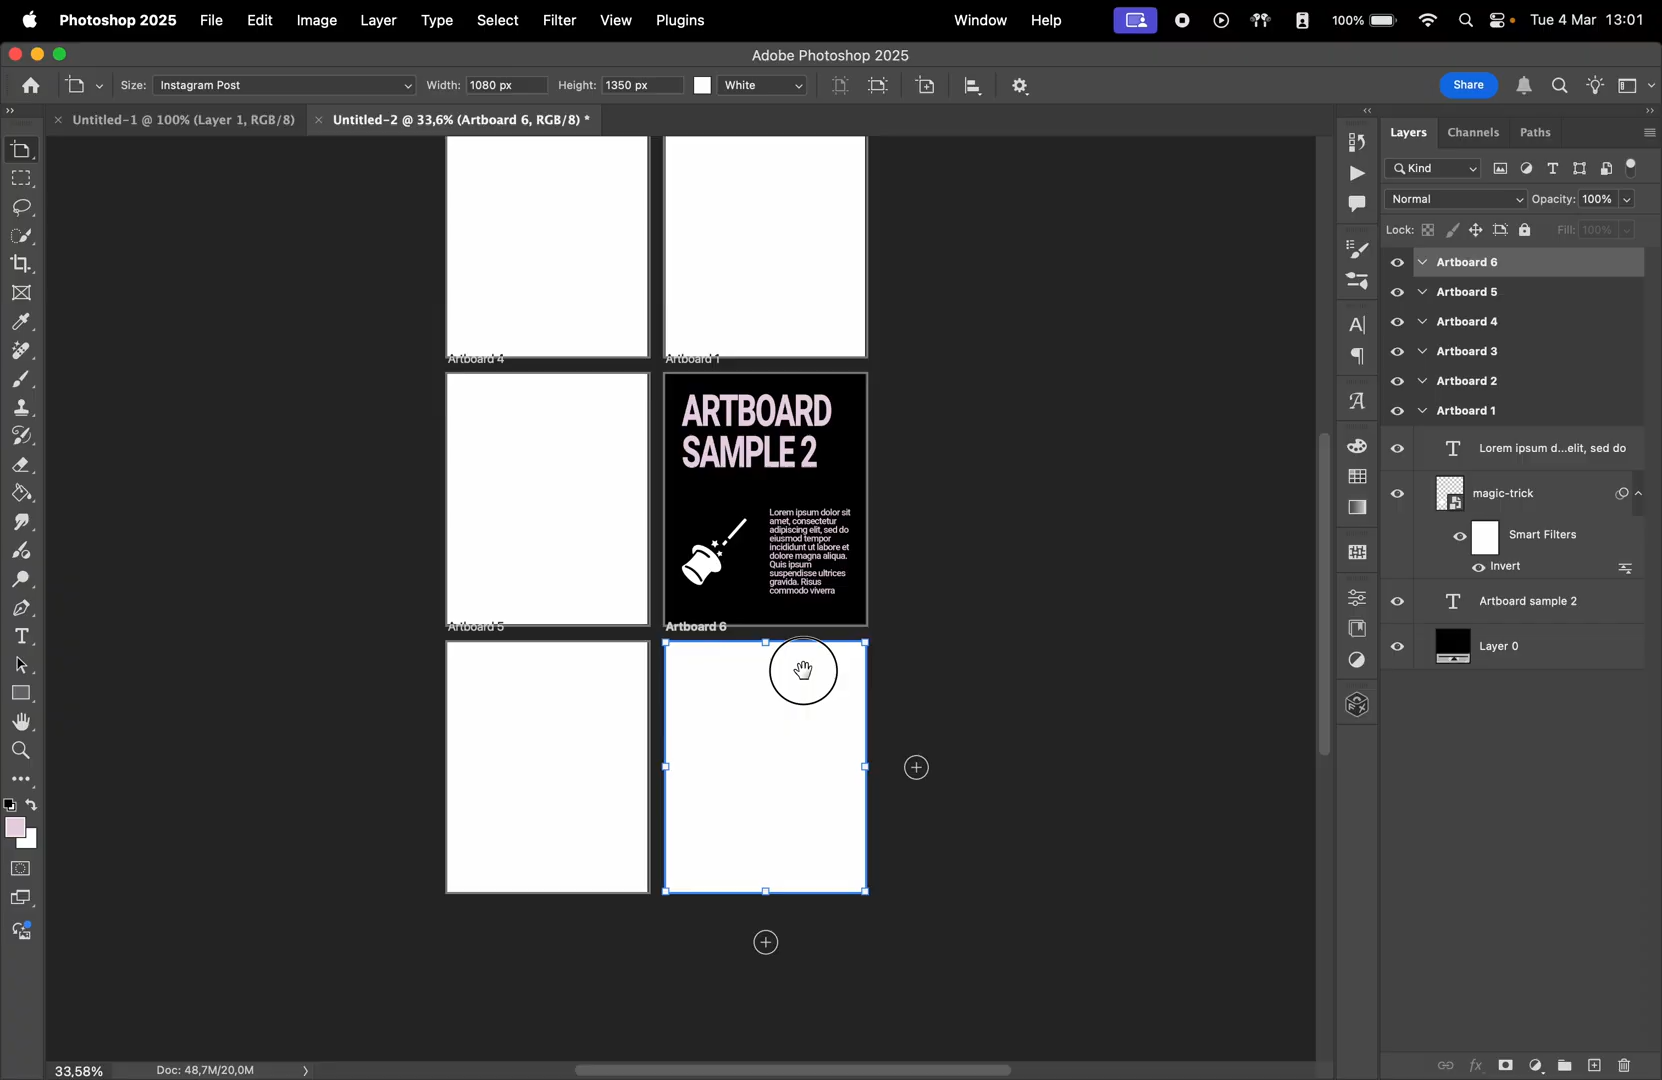 Photoshop 2025 File Edit Image Layer Type Select Filter View Plugins Window Help 100% Tue 4 Mar 13:01
Adobe Photoshop 2025
Size: Instagram Post Width: 1080 px Height: 1350 px White Share
Untitled-1 @ 100% (Layer 1, RGB/8) Untitled-2 @ 33,6% (Artboard 6, RGB/8) *
Artboard 4 Artboard 1
ARTBOARD
SAMPLE 2
Lorem ipsum dolor sit
amet, consectetur
adipiscing elit, sed do
eiusmod tempor
incididunt ut labore et
dolore magna aliqua.
Quis ipsum
suspendisse ultrices
gravida. Risus
commodo viverra
Artboard 5 Artboard 6
Layers Channels Paths
Kind
Normal Opacity: 100%
Lock: Fill: 100%
Artboard 6
Artboard 5
Artboard 4
Artboard 3
Artboard 2
Artboard 1
Lorem ipsum d...elit, sed do
magic-trick
Smart Filters
Invert
Artboard sample 2
Layer 0
33,58% Doc: 48,7M/20,0M